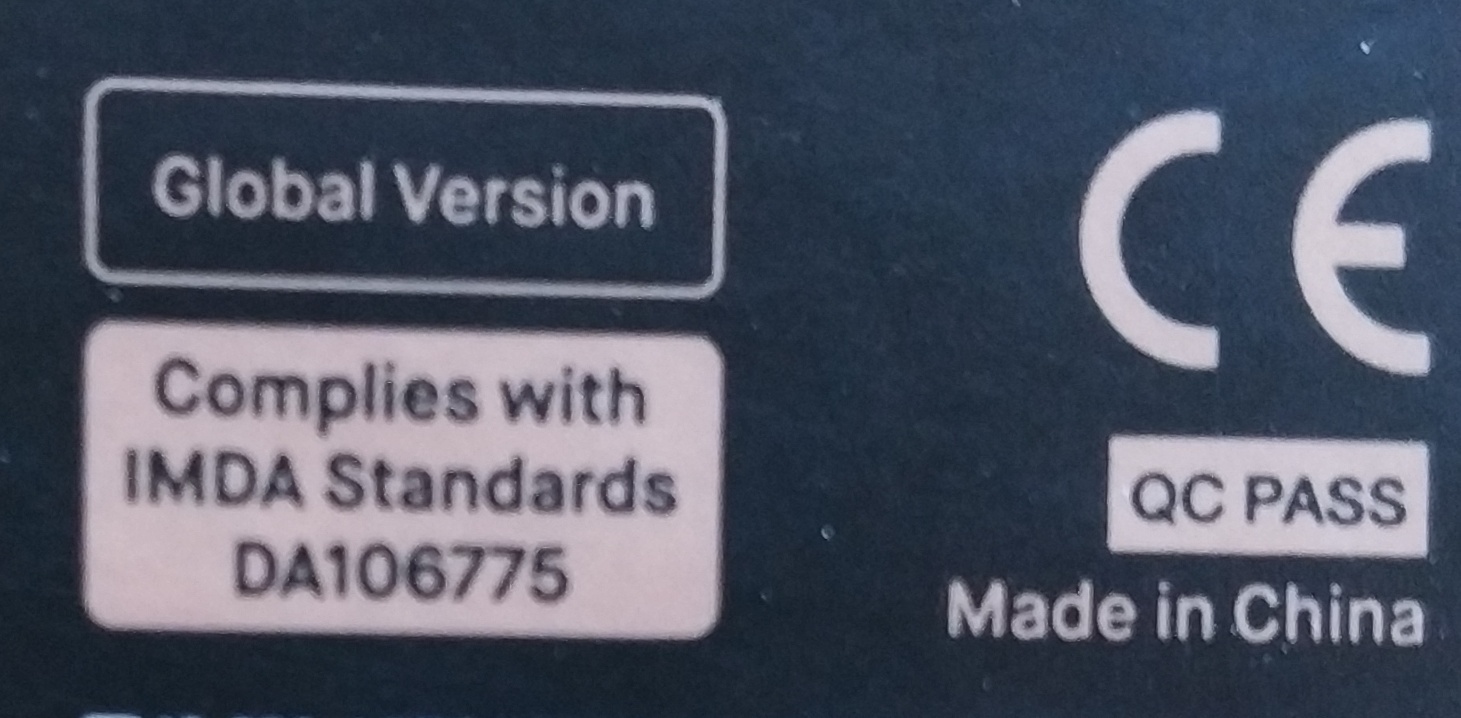 Global Version
Complies with
IMDA Standards
DA106775
CE
QC PASS
Made in China